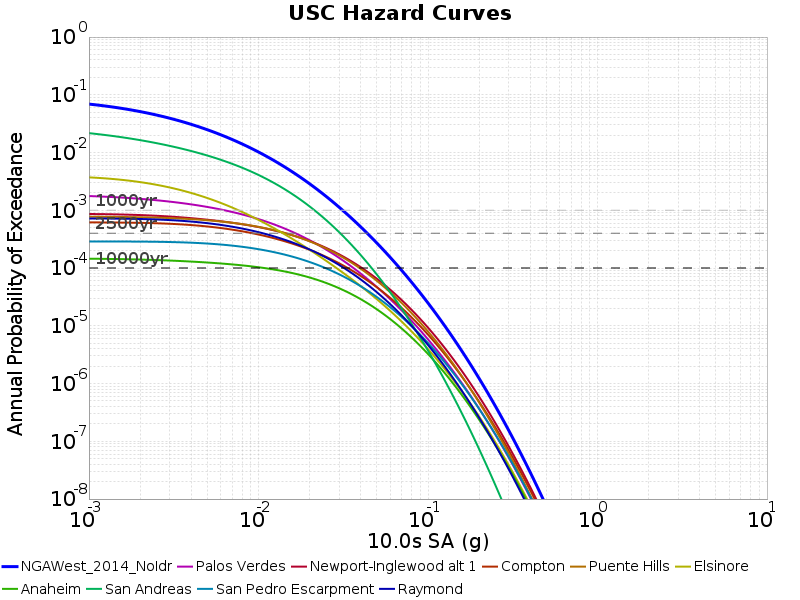 USC Hazard Curves
Annual Probability of Exceedance
10^0
10^-1
10^-2
10^-3
10^-4
10^-5
10^-6
10^-7
10^-8
1000yr
2500yr
10000yr
10^-3 10^-2 10^-1 10^0 10^1
10.0s SA (g)
NGAWest_2014_NoIdr Palos Verdes Newport-Inglewood alt 1 Compton Puente Hills Elsinore
Anaheim San Andreas San Pedro Escarpment Raymond